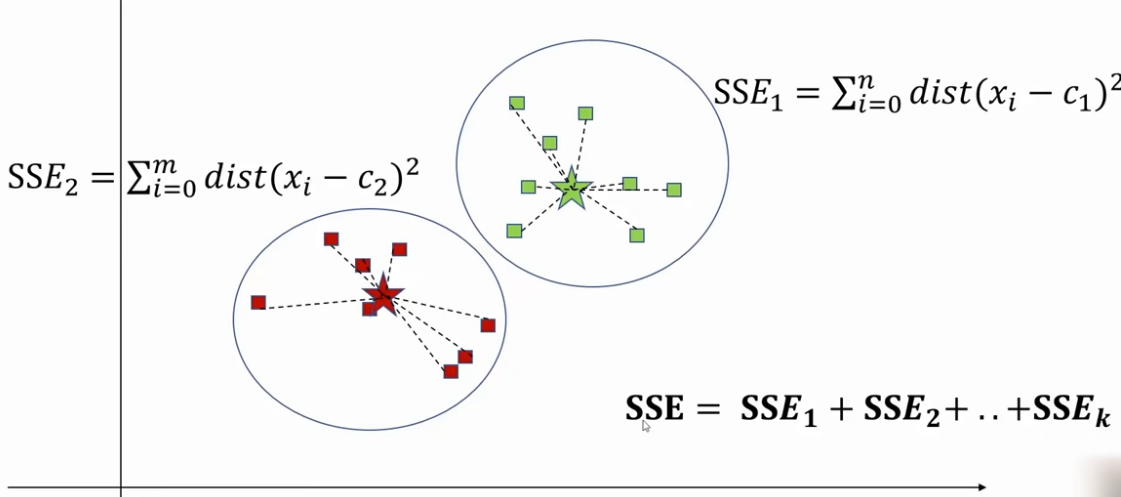 SSE₁ = ∑ⁿᵢ₌₀ dist(xᵢ − c₁)²
SSE₂ = ∑ᵐᵢ₌₀ dist(xᵢ − c₂)²
SSE = SSE₁ + SSE₂+ . . +SSEₖ